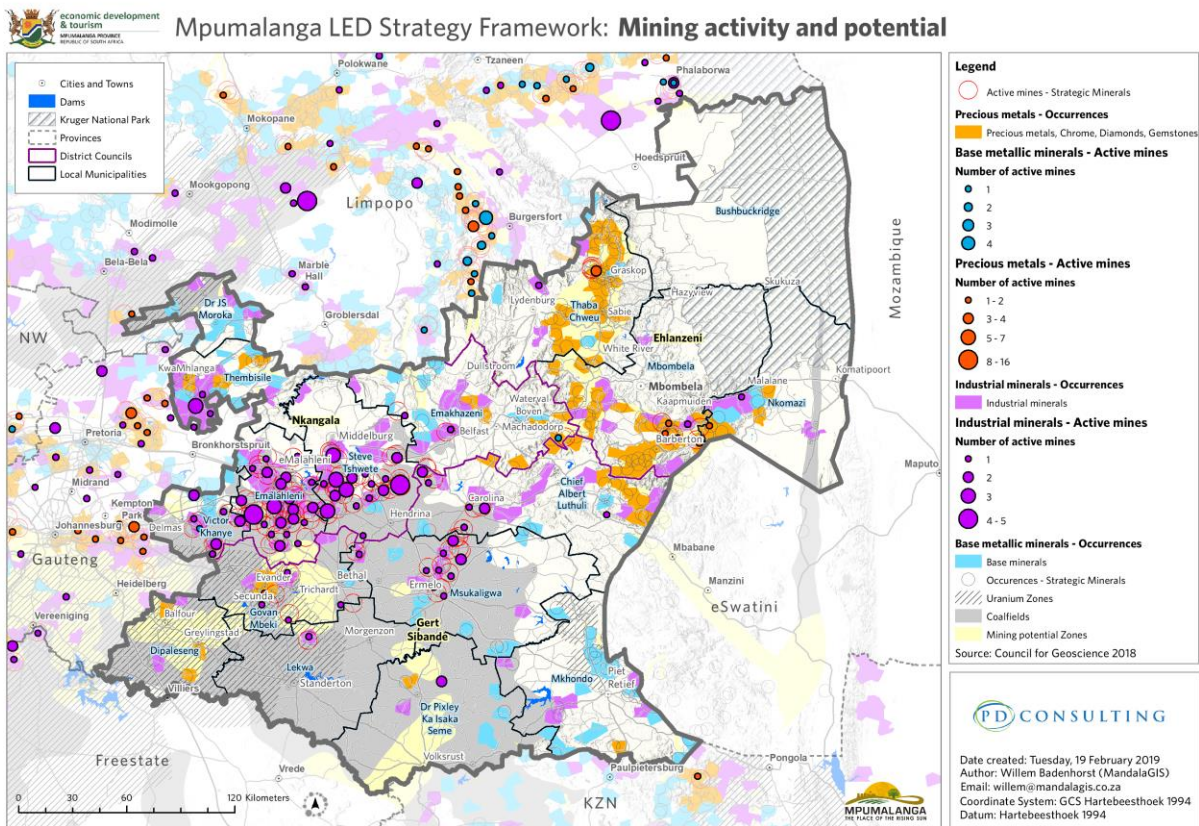 economic development
& tourism
MPUMALANGA PROVINCE
REPUBLIC OF SOUTH AFRICA
Mpumalanga LED Strategy Framework: Mining activity and potential
Cities and Towns
Dams
Kruger National Park
Provinces
District Councils
Local Municipalities
Polokwane
Tzaneen
Phalaborwa
Mokopane
Hoedspruit
Mookgopong
Limpopo
Burgersfort
Bushbuckridge
Modimolle
Bela-Bela
Marble
Hall
Graskop
Skukuza
Mozambique
Dr JS
Moroka
Lydenburg
Hazyview
Groblersdal
Thaba
Chweu
Sabie
NW
Ehlanzeni
White River
Mbombela
KwaMhlanga
Thembisile
Dullstroom
Mbombela
Malalane
Komatipoort
Nkangala
Emakhazeni
Waterval
Boven
Kaapmuiden
Nkomazi
Pretoria
Bronkhorstspruit
Middelburg
Belfast
Machadodorp
Barberton
eMalahleni
Steve
Tshwete
Maputo
Midrand
Kempton
Park
Emalahleni
Carolina
Chief
Albert
Luthuli
Johannesburg
Delmas
Victor
Khanye
Hendrina
Gauteng
Mbabane
Heidelberg
Evander
Bethal
Ermelo
Manzini
Secunda
Trichardt
Msukaligwa
eSwatini
Vereeniging
Balfour
Govan
Mbeki
Greylingstad
Morgenzon
Gert
Sibande
Dipaleseng
Lekwa
Standerton
Mkhondo
Piet
Retief
Villiers
Dr Pixley
Ka Isaka
Seme
Volksrust
Freestate
Vrede
Paulpietersburg
Pongola
KZN
0 30 60 120 Kilometers
MPUMALANGA
THE PLACE OF THE RISING SUN
Legend
Active mines - Strategic Minerals
Precious metals - Occurrences
Precious metals, Chrome, Diamonds, Gemstones
Base metallic minerals - Active mines
Number of active mines
1
2
3
4
Precious metals - Active mines
Number of active mines
1 - 2
3 - 4
5 - 7
8 - 16
Industrial minerals - Occurrences
Industrial minerals
Industrial minerals - Active mines
Number of active mines
1
2
3
4 - 5
Base metallic minerals - Occurrences
Base minerals
Occurences - Strategic Minerals
Uranium Zones
Coalfields
Mining potential Zones
Source: Council for Geoscience 2018
PD CONSULTING
Date created: Tuesday, 19 February 2019
Author: Willem Badenhorst (MandalaGIS)
Email: willem@mandalagis.co.za
Coordinate System: GCS Hartebeesthoek 1994
Datum: Hartebeesthoek 1994